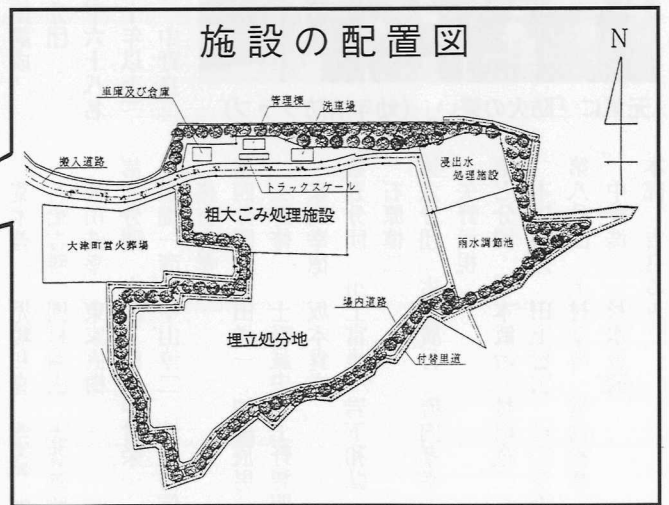 施設の配置図
N
車庫及び倉庫
管理棟
洗車場
搬入道路
トラックスケール
浸出水
処理施設
粗大ごみ処理施設
大津町営火葬場
雨水調節池
場内道路
埋立処分地
付替里道